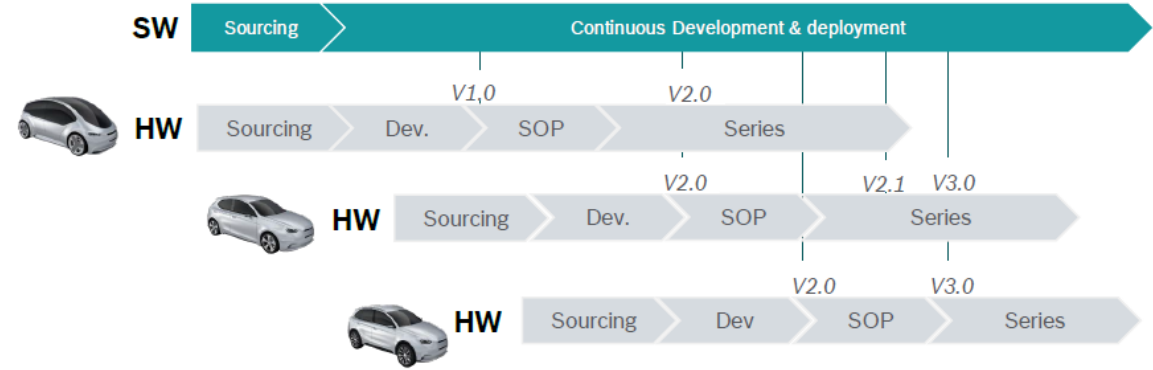 SW Sourcing Continuous Development & deployment
V1,0 V2.0
HW Sourcing Dev. SOP Series
V2.0 V2.1 V3.0
HW Sourcing Dev. SOP Series
V2.0 V3.0
HW Sourcing Dev SOP Series